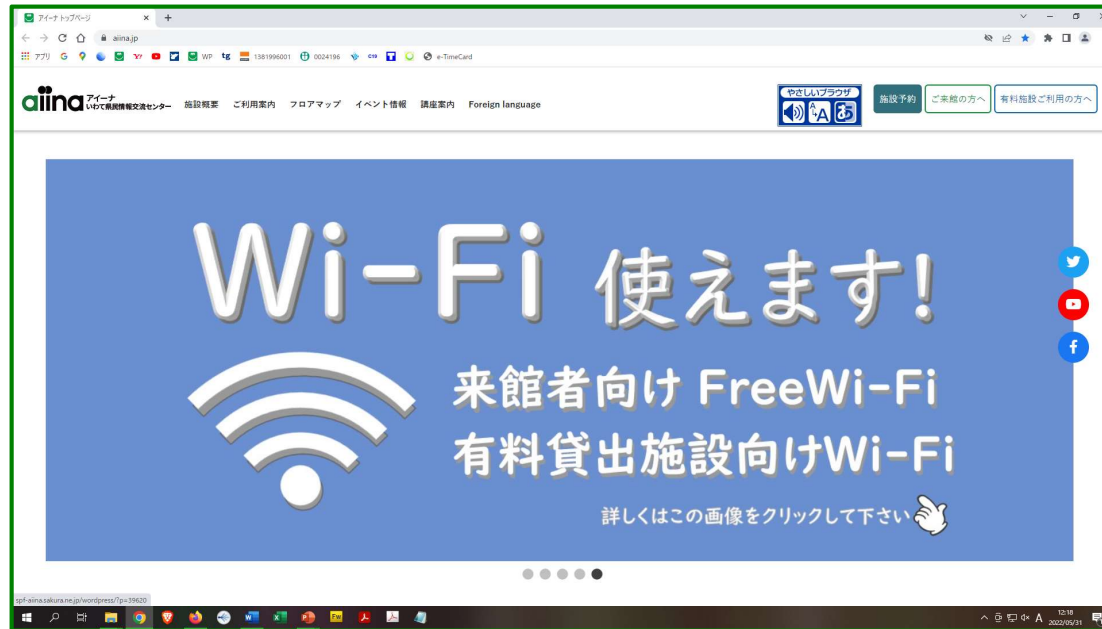 アイーナ トップページ
aiina.jp
アプリ
WP
tg
1381996001
0024196
C19
e-TimeCard
aiina アイーナ
いわて県民情報交流センター
施設概要 ご利用案内 フロアマップ イベント情報 講座案内 Foreign language
やさしいブラウザ
A あ
施設予約
ご来館の方へ
有料施設ご利用の方へ
Wi-Fi 使えます!
来館者向け FreeWi-Fi
有料貸出施設向けWi-Fi
詳しくはこの画像をクリックして下さい
spf-aiina.sakura.ne.jp/wordpress/?p=39620
A
12:18
2022/05/31